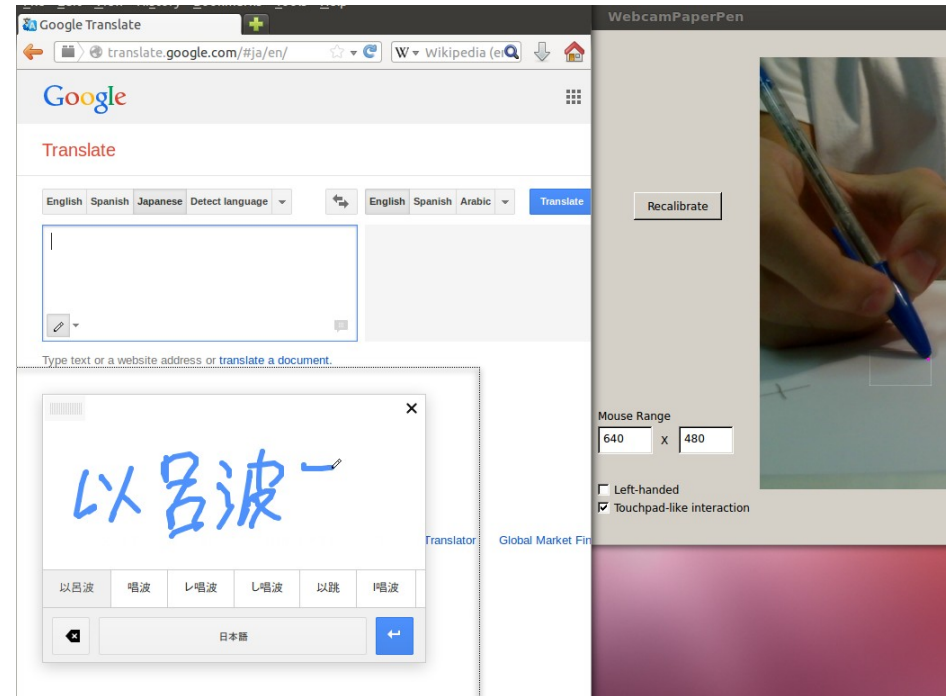 WebcamPaperPen
Google Translate
translate.google.com/#ja/en/
W Wikipedia (en
Google
Translate
English Spanish Japanese Detect language
English Spanish Arabic
Translate
Recalibrate
Type text or a website address or translate a document.
Mouse Range
640 X 480
Left-handed
Touchpad-like interaction
以呂波
Translator
Global Market Fin
以呂波 唱波 レ唱波 し唱波 以跳 I唱波
日本語